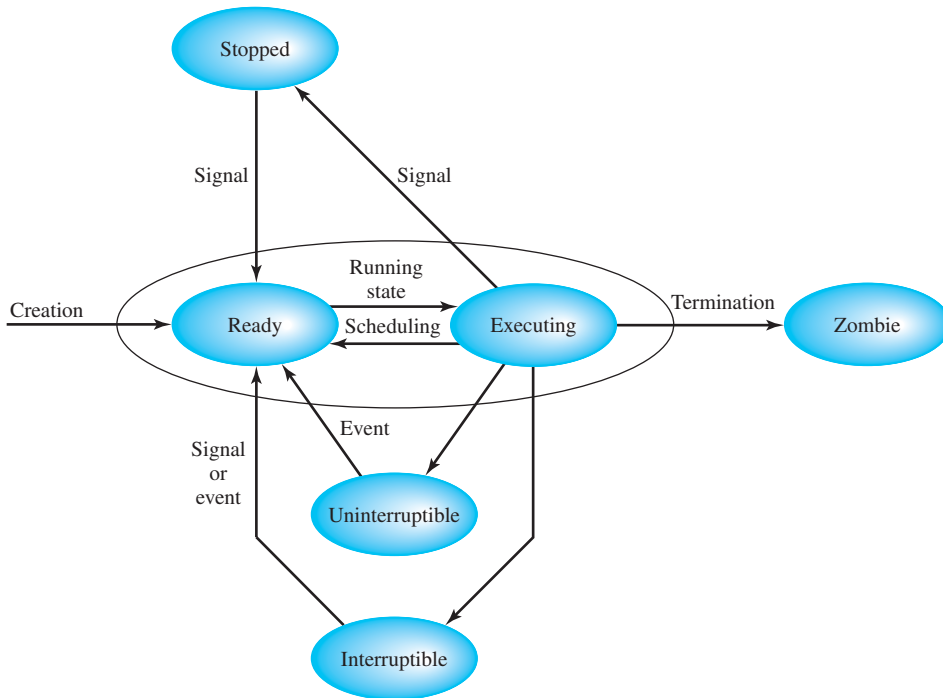 Stopped
Signal
Signal
Running
state
Creation
Termination
Ready
Scheduling
Executing
Zombie
Event
Signal
or
event
Uninterruptible
Interruptible